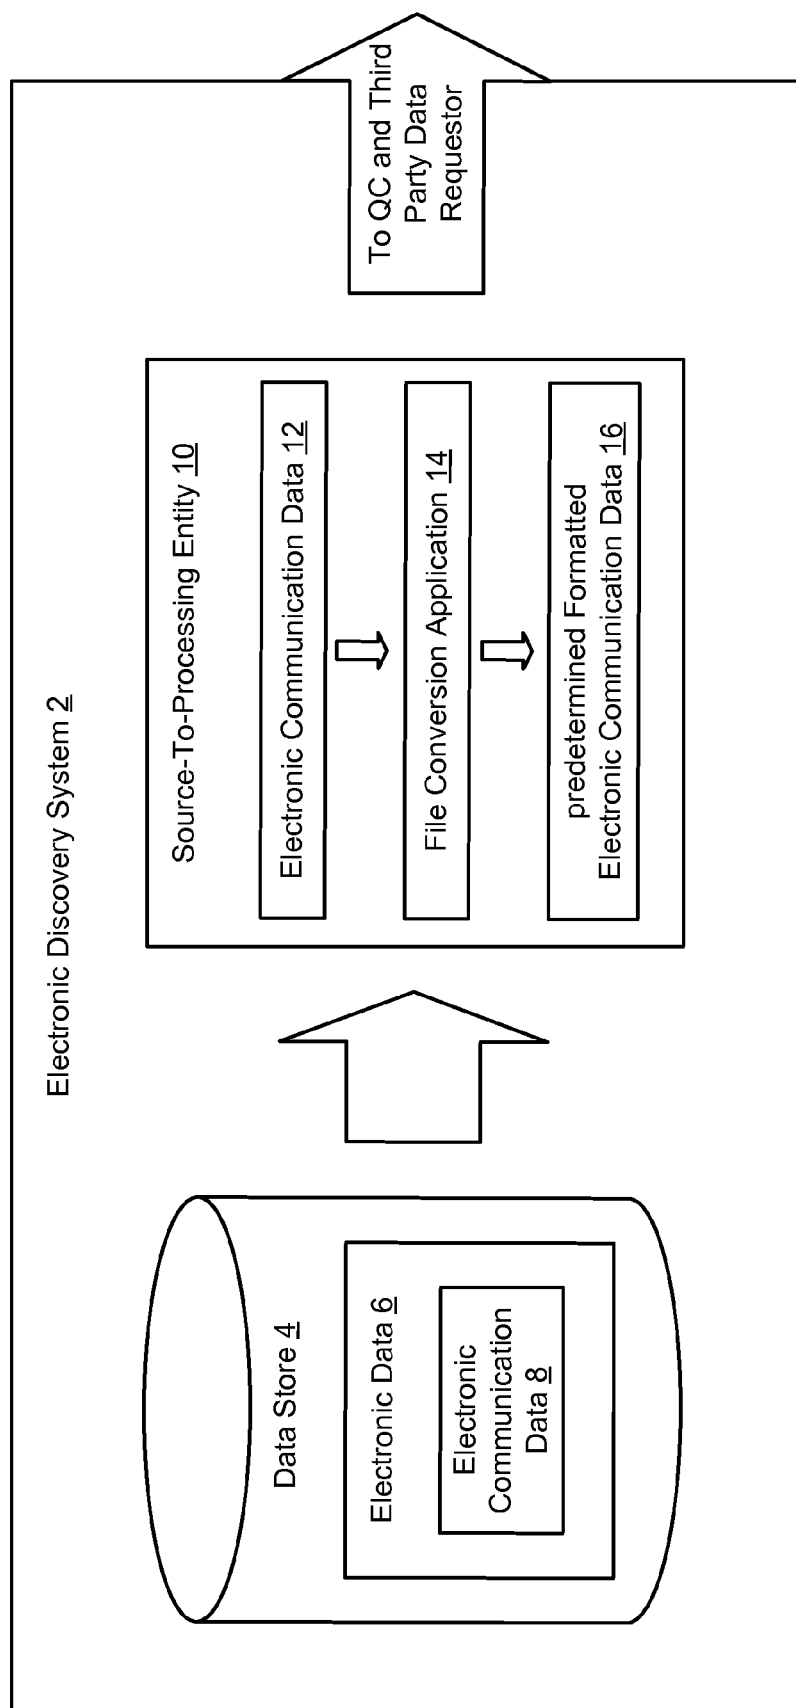 Electronic Discovery System 2
Data Store 4
Electronic Data 6
Electronic
Communication
Data 8
Source-To-Processing Entity 10
Electronic Communication Data 12
File Conversion Application 14
predetermined Formatted
Electronic Communication Data 16
To QC and Third
Party Data
Requestor